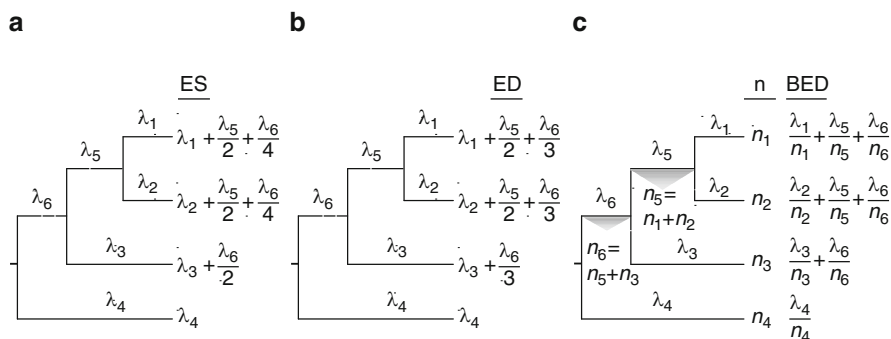 a
b
c
ES
λ1
λ1 + λ5/2 + λ6/4
λ5
λ2
λ2 + λ5/2 + λ6/4
λ6
λ3
λ3 + λ6/2
λ4
λ4
ED
λ1
λ1 + λ5/2 + λ6/3
λ5
λ2
λ2 + λ5/2 + λ6/3
λ6
λ3
λ3 + λ6/3
λ4
λ4
n BED
λ1
n1 λ1/n1 + λ5/n5 + λ6/n6
λ5
λ2
n5=
n1+n2
n2 λ2/n2 + λ5/n5 + λ6/n6
λ6
n6=
n5+n3
λ3
n3 λ3/n3 + λ6/n6
λ4
n4 λ4/n4